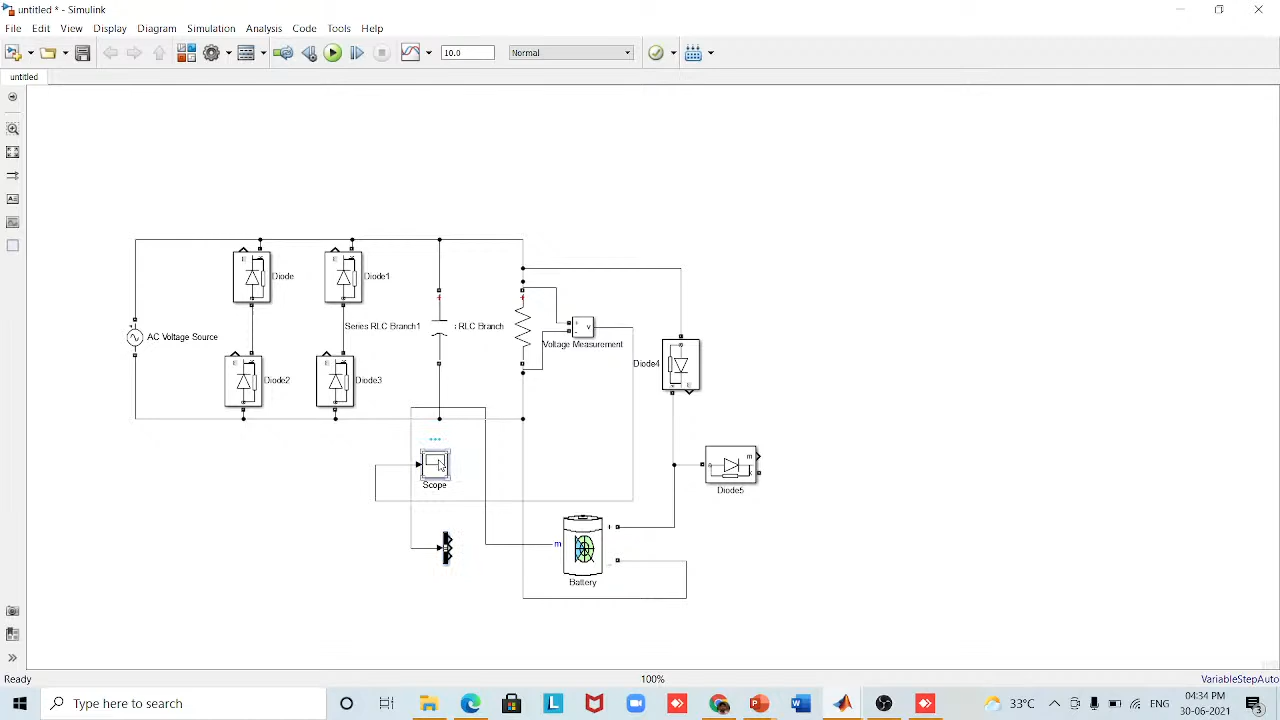 untitled * - Simulink
File Edit View Display Diagram Simulation Analysis Code Tools Help
10.0
Normal
untitled
Diode
Diode1
Series RLC Branch1
: RLC Branch
AC Voltage Source
v
Voltage Measurement
Diode4
Diode2
Diode3
Scope
m
Diode5
m
Battery
Ready
100%
VariableStepAuto
Type here to search
33°C
ENG
04:34 PM
30-06-2021
3